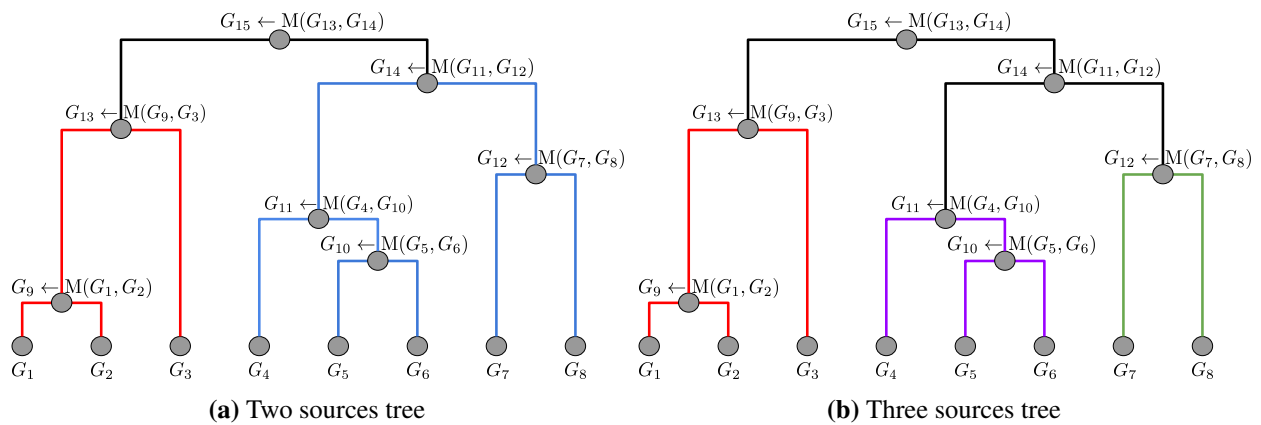 G₁₅ ← M(G₁₃, G₁₄)
G₁₄ ← M(G₁₁, G₁₂)
G₁₃ ← M(G₉, G₃)
G₁₂ ← M(G₇, G₈)
G₁₁ ← M(G₄, G₁₀)
G₁₀ ← M(G₅, G₆)
G₉ ← M(G₁, G₂)
G₁ G₂ G₃ G₄ G₅ G₆ G₇ G₈
(a) Two sources tree
G₁₅ ← M(G₁₃, G₁₄)
G₁₄ ← M(G₁₁, G₁₂)
G₁₃ ← M(G₉, G₃)
G₁₂ ← M(G₇, G₈)
G₁₁ ← M(G₄, G₁₀)
G₁₀ ← M(G₅, G₆)
G₉ ← M(G₁, G₂)
G₁ G₂ G₃ G₄ G₅ G₆ G₇ G₈
(b) Three sources tree